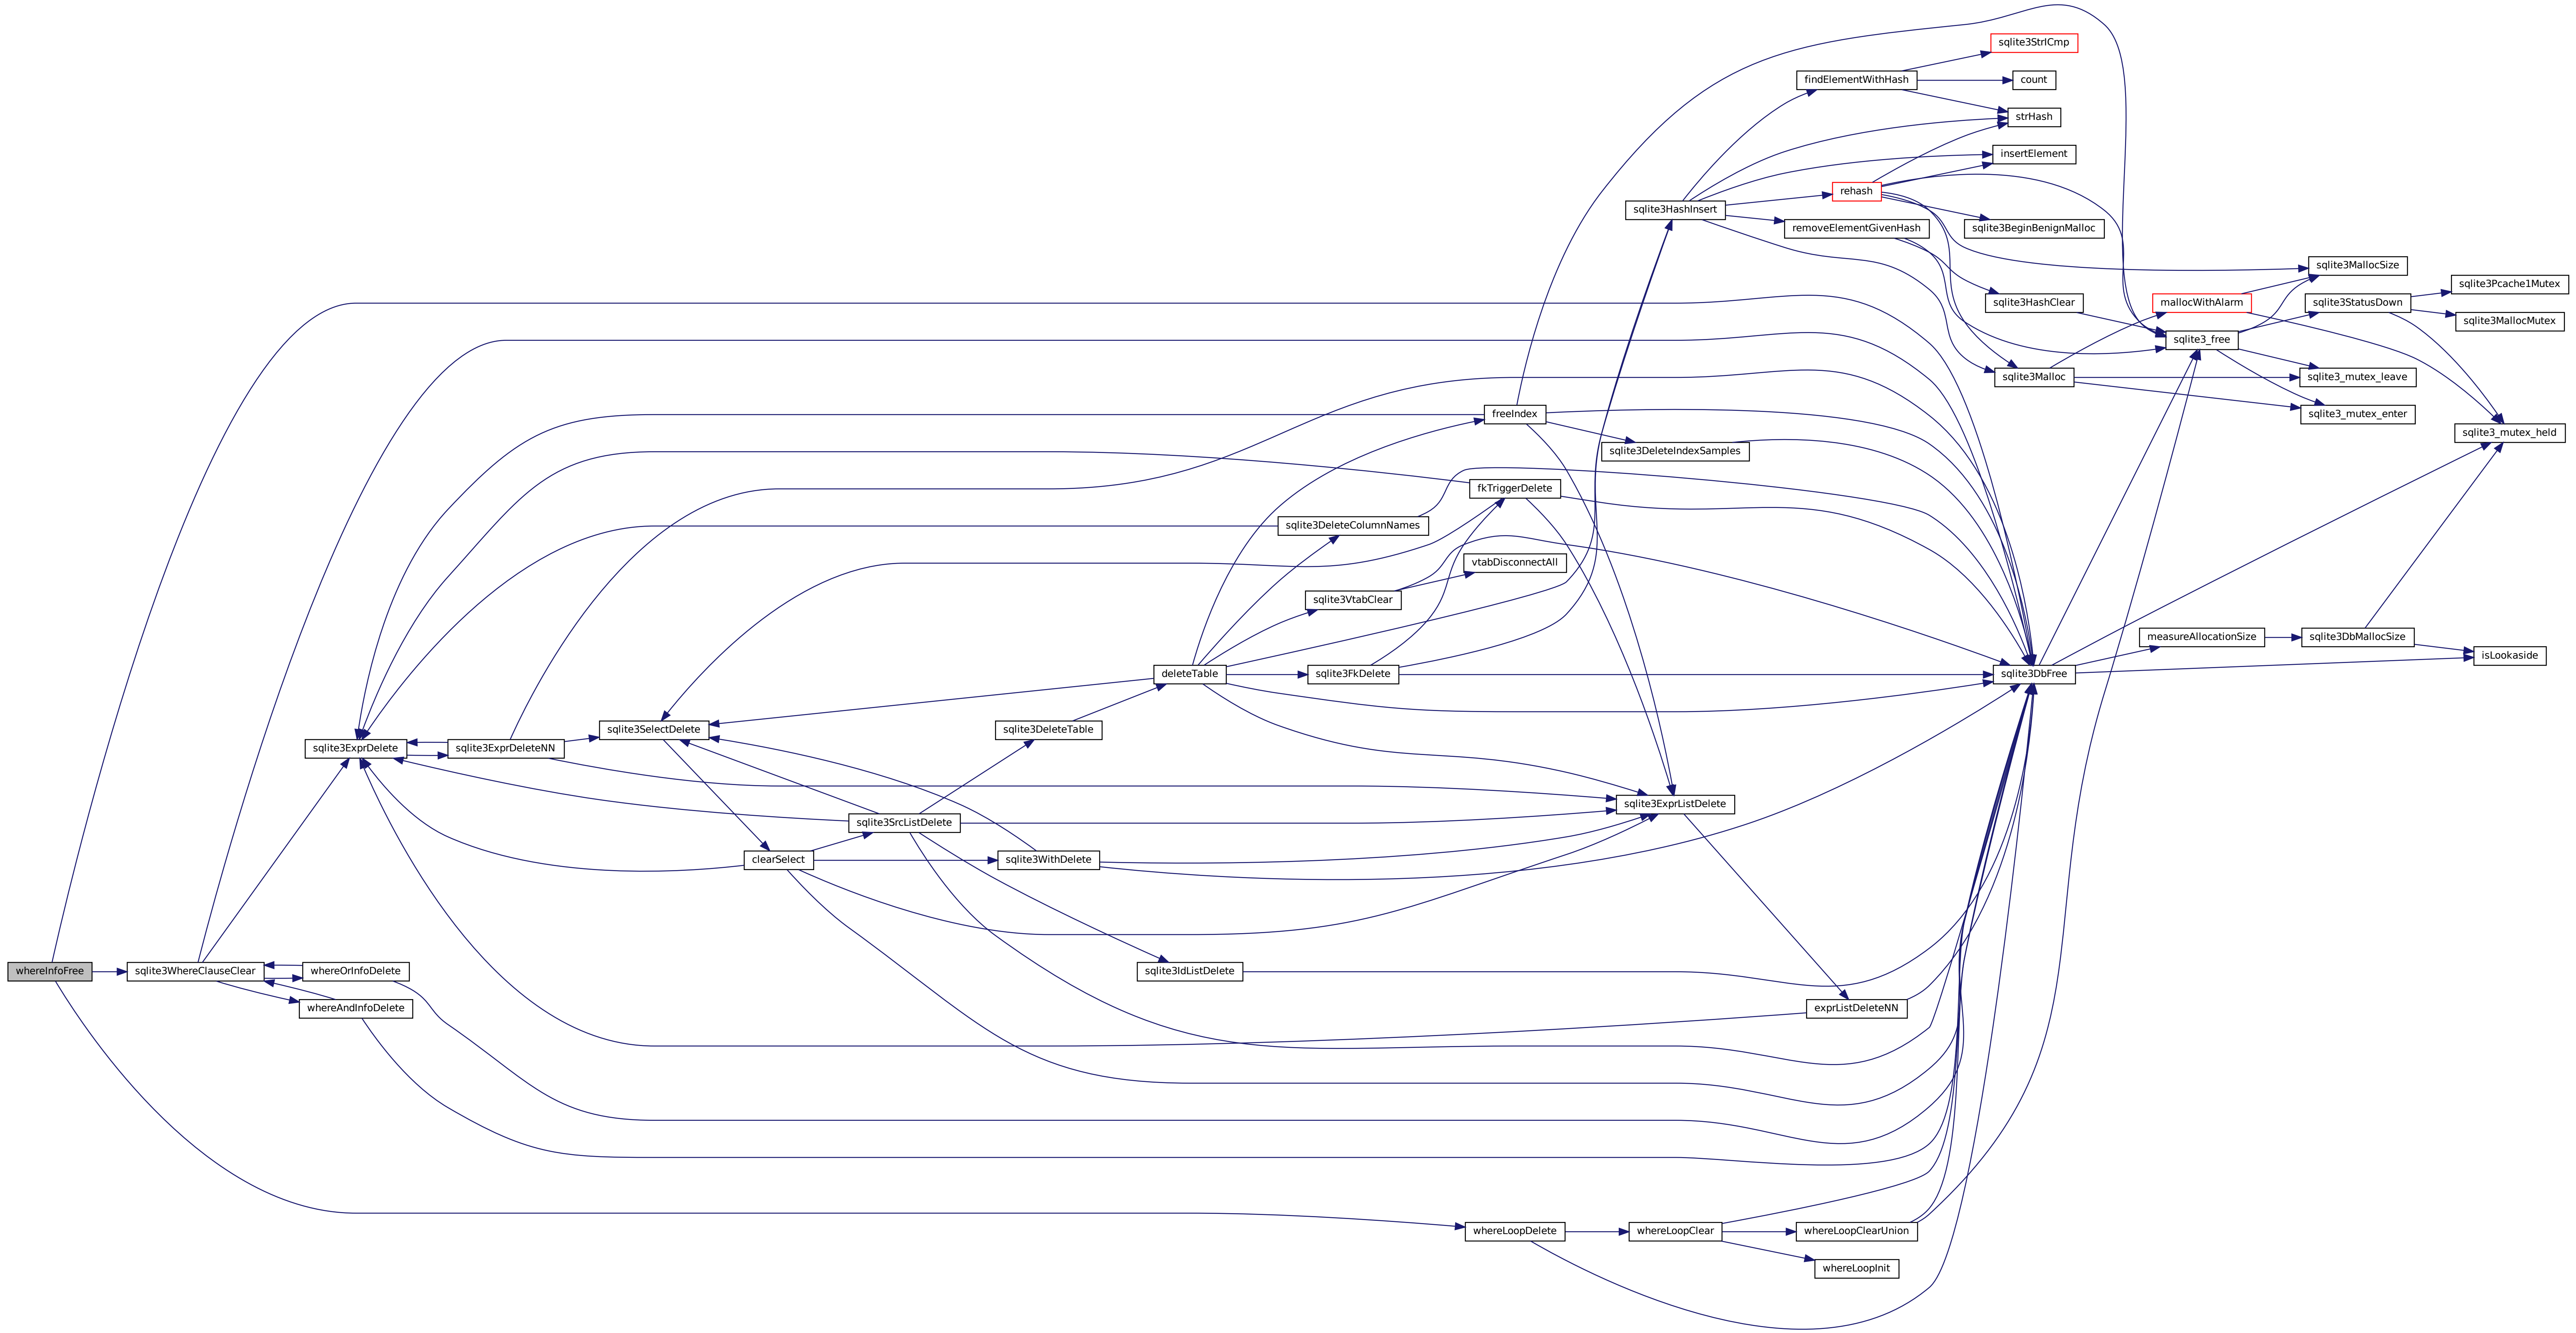 sqlite3StrICmp
findElementWithHash
count
strHash
insertElement
rehash
sqlite3HashInsert
removeElementGivenHash
sqlite3BeginBenignMalloc
sqlite3MallocSize
sqlite3Pcache1Mutex
sqlite3HashClear
mallocWithAlarm
sqlite3StatusDown
sqlite3MallocMutex
sqlite3_free
sqlite3Malloc
sqlite3_mutex_leave
freeIndex
sqlite3_mutex_enter
sqlite3_mutex_held
sqlite3DeleteIndexSamples
fkTriggerDelete
sqlite3DeleteColumnNames
vtabDisconnectAll
sqlite3VtabClear
measureAllocationSize
sqlite3DbMallocSize
isLookaside
deleteTable
sqlite3FkDelete
sqlite3DbFree
sqlite3SelectDelete
sqlite3DeleteTable
sqlite3ExprDelete
sqlite3ExprDeleteNN
sqlite3ExprListDelete
sqlite3SrcListDelete
clearSelect
sqlite3WithDelete
whereInfoFree
sqlite3WhereClauseClear
whereOrInfoDelete
sqlite3IdListDelete
whereAndInfoDelete
exprListDeleteNN
whereLoopDelete
whereLoopClear
whereLoopClearUnion
whereLoopInit